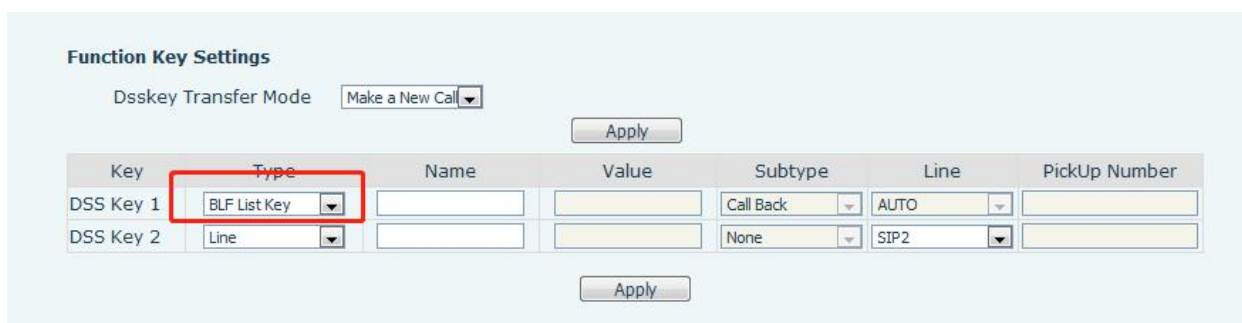 Function Key Settings
Dsskey Transfer Mode Make a New Call
Apply
Key Type Name Value Subtype Line PickUp Number
DSS Key 1 BLF List Key Call Back AUTO
DSS Key 2 Line None SIP2
Apply